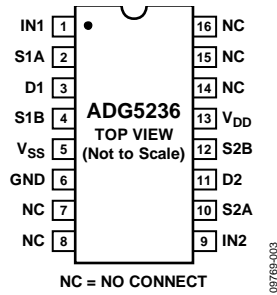 IN1 1
S1A 2
D1 3
S1B 4
VSS 5
GND 6
NC 7
NC 8
ADG5236
TOP VIEW
(Not to Scale)
16 NC
15 NC
14 NC
13 VDD
12 S2B
11 D2
10 S2A
9 IN2
NC = NO CONNECT
09769-003